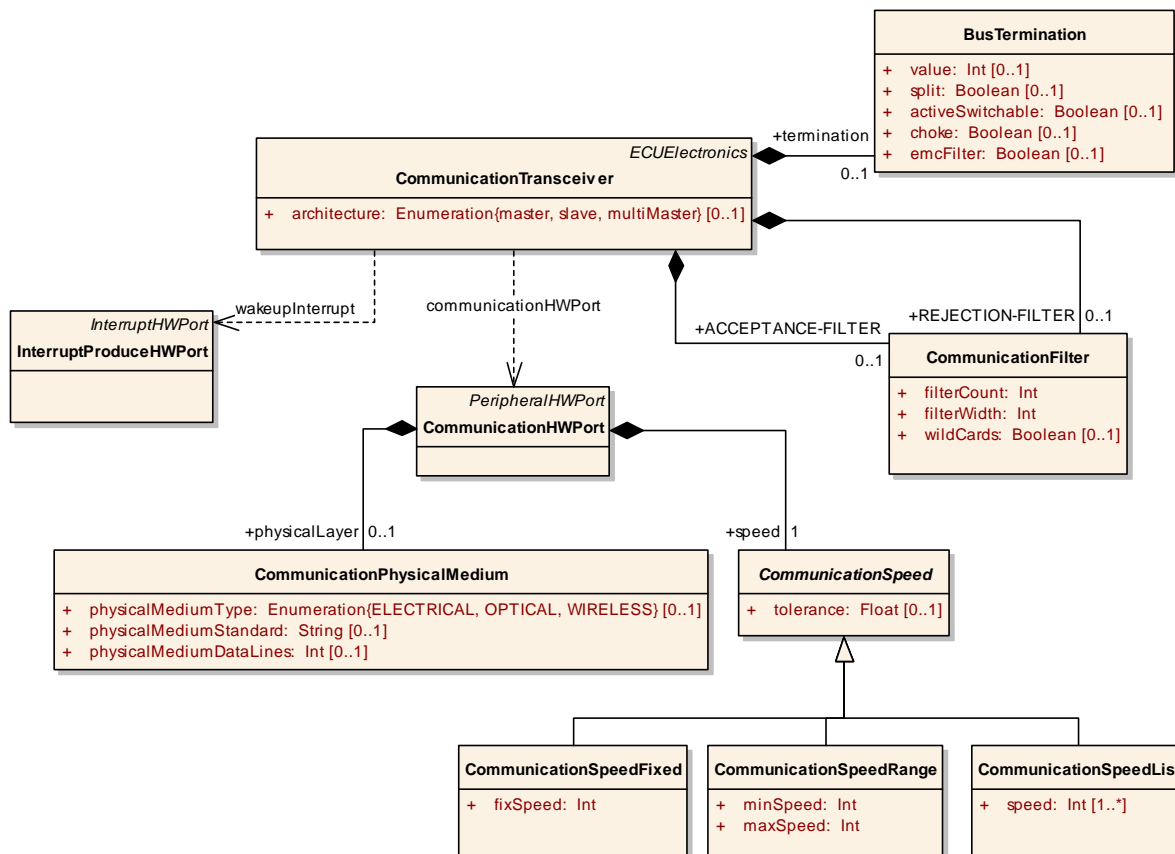 BusTermination
+ value: Int [0..1]
+ split: Boolean [0..1]
+ activeSwitchable: Boolean [0..1]
+ choke: Boolean [0..1]
+ emcFilter: Boolean [0..1]
+termination
0..1
ECUElectronics
CommunicationTransceiver
+ architecture: Enumeration{master, slave, multiMaster} [0..1]
wakeupInterrupt
communicationHWPort
InterruptHWPort
InterruptProduceHWPort
+ACCEPTANCE-FILTER
0..1
+REJECTION-FILTER 0..1
CommunicationFilter
+ filterCount: Int
+ filterWidth: Int
+ wildCards: Boolean [0..1]
PeripheralHWPort
CommunicationHWPort
+physicalLayer 0..1
+speed 1
CommunicationPhysicalMedium
+ physicalMediumType: Enumeration{ELECTRICAL, OPTICAL, WIRELESS} [0..1]
+ physicalMediumStandard: String [0..1]
+ physicalMediumDataLines: Int [0..1]
CommunicationSpeed
+ tolerance: Float [0..1]
CommunicationSpeedFixed
+ fixSpeed: Int
CommunicationSpeedRange
+ minSpeed: Int
+ maxSpeed: Int
CommunicationSpeedLis
+ speed: Int [1..*]